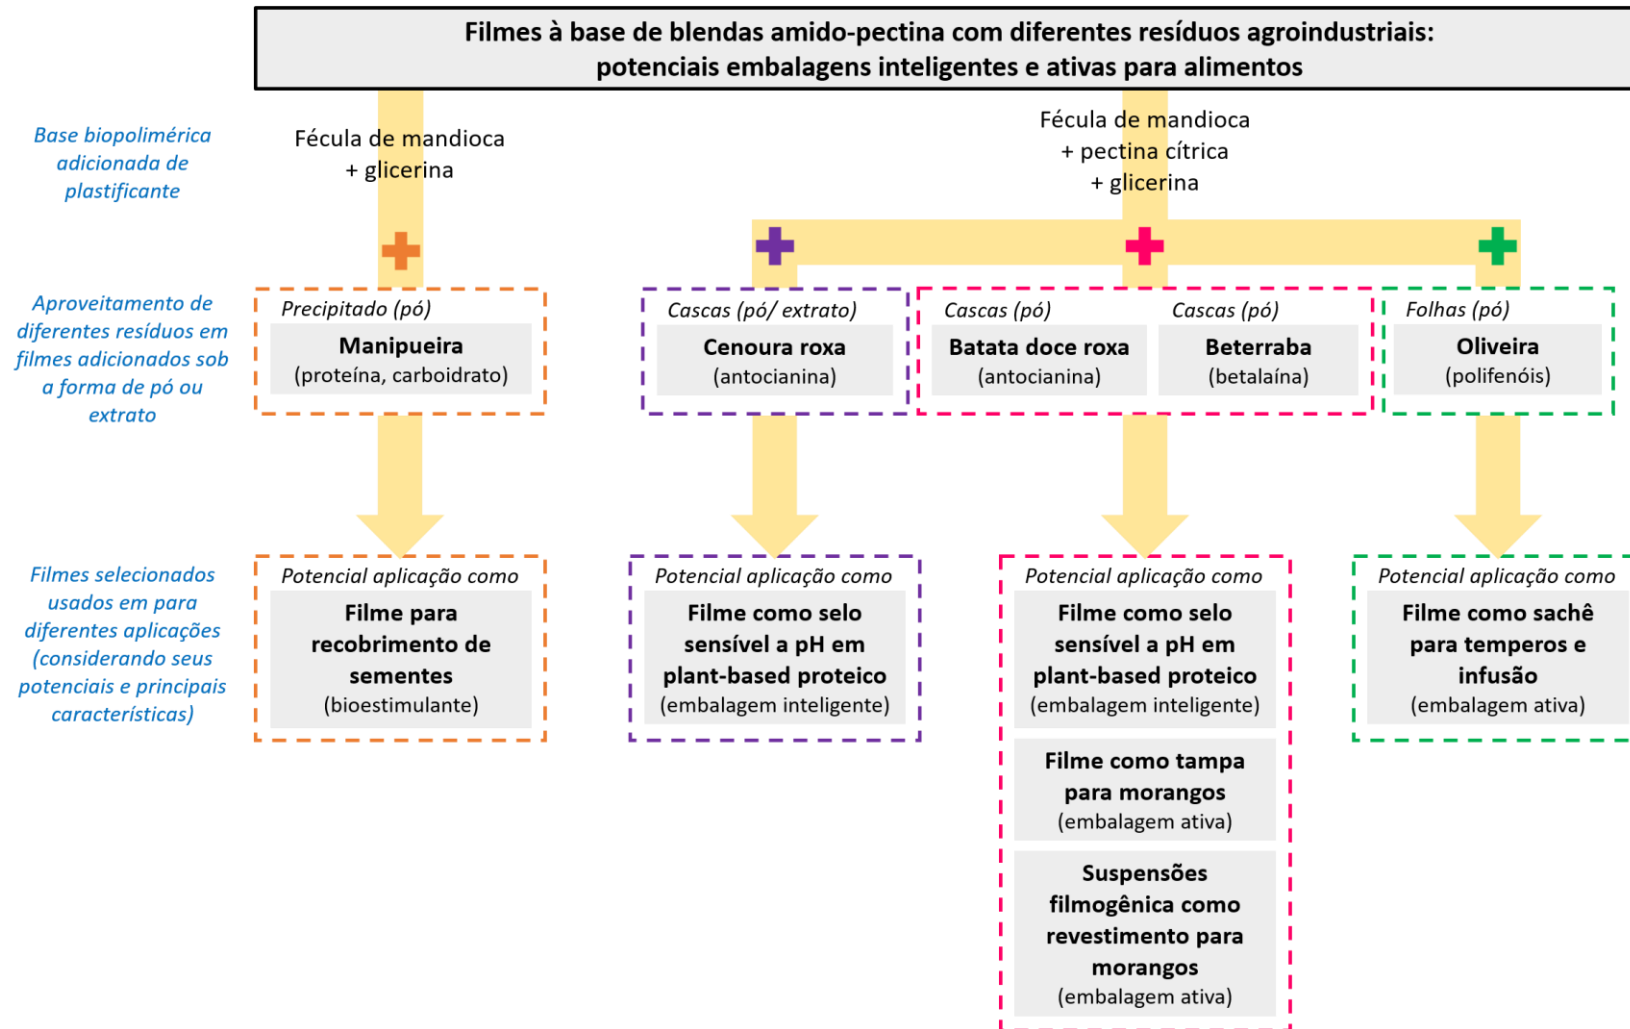 Filmes à base de blendas amido-pectina com diferentes resíduos agroindustriais:
potenciais embalagens inteligentes e ativas para alimentos
Base biopolimérica
adicionada de
plastificante
Fécula de mandioca
+ glicerina
Fécula de mandioca
+ pectina cítrica
+ glicerina
Aproveitamento de
diferentes resíduos em
filmes adicionados sob
a forma de pó ou
extrato
Precipitado (pó)
Manipueira
(proteína, carboidrato)
Cascas (pó/ extrato)
Cenoura roxa
(antocianina)
Cascas (pó)
Batata doce roxa
(antocianina)
Cascas (pó)
Beterraba
(betalaína)
Folhas (pó)
Oliveira
(polifenóis)
Filmes selecionados
usados em para
diferentes aplicações
(considerando seus
potenciais e principais
características)
Potencial aplicação como
Filme para
recobrimento de
sementes
(bioestimulante)
Potencial aplicação como
Filme como selo
sensível a pH em
plant-based proteico
(embalagem inteligente)
Potencial aplicação como
Filme como selo
sensível a pH em
plant-based proteico
(embalagem inteligente)
Filme como tampa
para morangos
(embalagem ativa)
Suspensões
filmogênica como
revestimento para
morangos
(embalagem ativa)
Potencial aplicação como
Filme como sachê
para temperos e
infusão
(embalagem ativa)